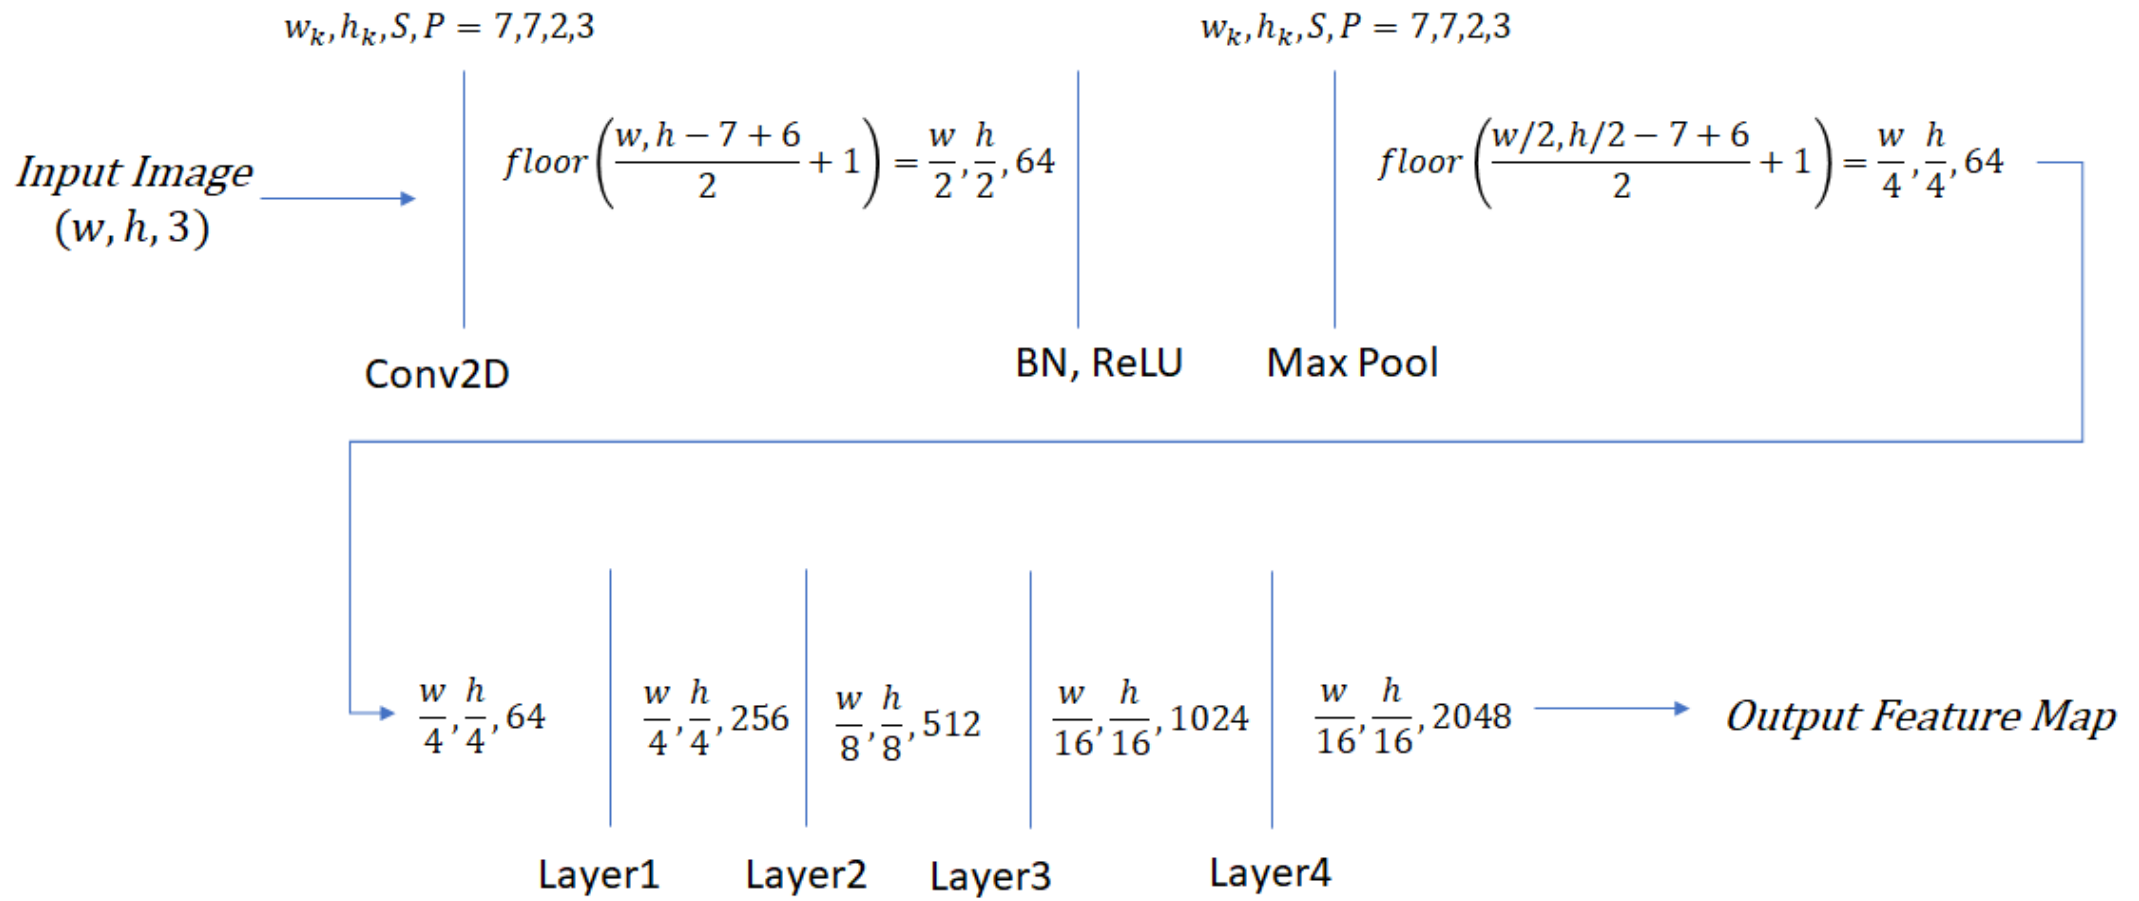 w_k, h_k, S, P = 7,7,2,3
w_k, h_k, S, P = 7,7,2,3
Input Image
(w, h, 3)
floor((w, h − 7 + 6)/2 + 1) = w/2, h/2, 64
floor((w/2, h/2 − 7 + 6)/2 + 1) = w/4, h/4, 64
Conv2D
BN, ReLU
Max Pool
w/4, h/4, 64
w/4, h/4, 256
w/8, h/8, 512
w/16, h/16, 1024
w/16, h/16, 2048
Output Feature Map
Layer1
Layer2
Layer3
Layer4